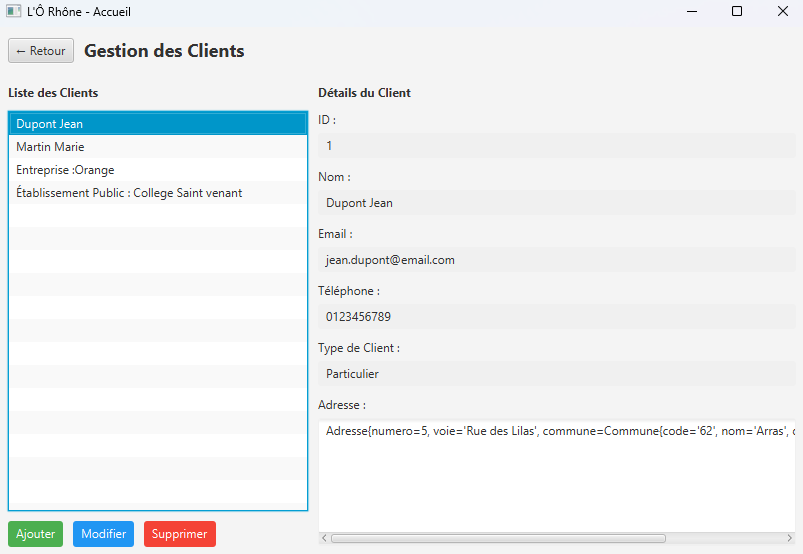 L'Ô Rhône - Accueil
← Retour
Gestion des Clients
Liste des Clients
Dupont Jean
Martin Marie
Entreprise :Orange
Établissement Public : College Saint venant
Ajouter
Modifier
Supprimer
Détails du Client
ID :
1
Nom :
Dupont Jean
Email :
jean.dupont@email.com
Téléphone :
0123456789
Type de Client :
Particulier
Adresse :
Adresse{numero=5, voie='Rue des Lilas', commune=Commune{code='62', nom='Arras',